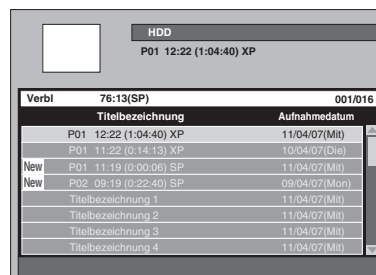 HDD
P01 12:22 (1:04:40) XP
Verbl 76:13(SP) 001/016
Titelbezeichnung Aufnahmedatum
P01 12:22 (1:04:40) XP 11/04/07(Mit)
P01 11:22 (0:14:13) XP 10/04/07(Die)
New P01 11:19 (0:00:06) SP 11/04/07(Mit)
New P02 09:19 (0:22:40) SP 09/04/07(Mon)
Titelbezeichnung 1 11/04/07(Mit)
Titelbezeichnung 2 11/04/07(Mit)
Titelbezeichnung 3 11/04/07(Mit)
Titelbezeichnung 4 11/04/07(Mit)